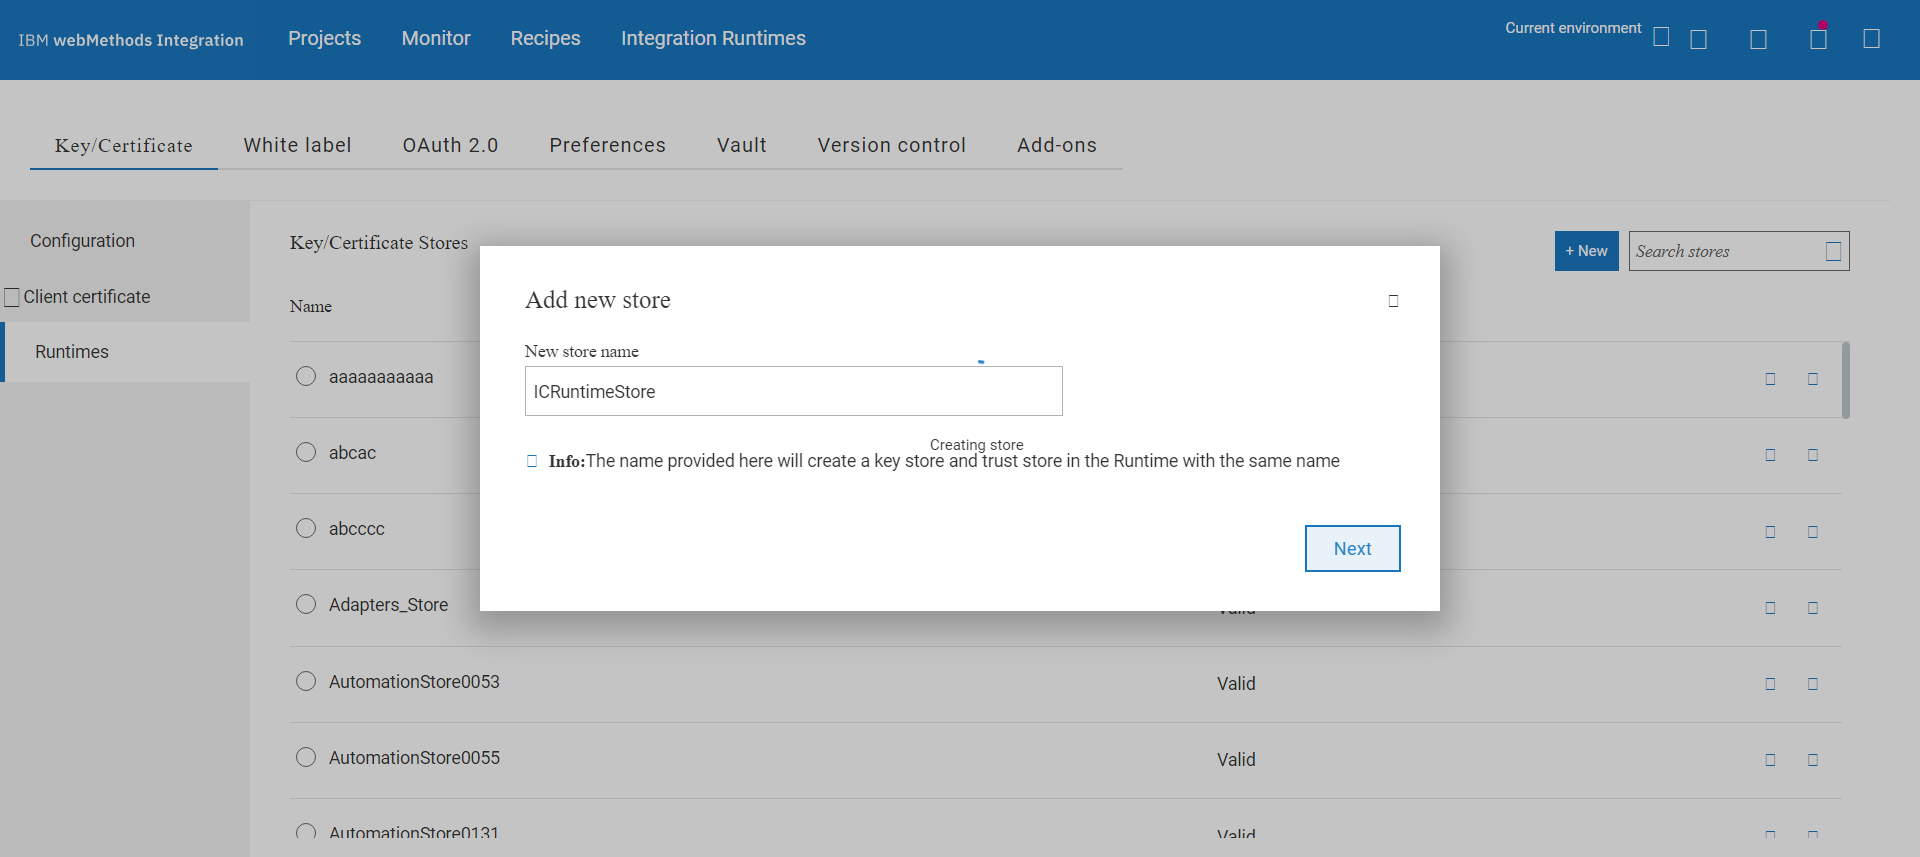 IBM webMethods Integration
Projects
Monitor
Recipes
Integration Runtimes
Current environment
Key/Certificate
White label
OAuth 2.0
Preferences
Vault
Version control
Add-ons
Configuration
Client certificate
Runtimes
Key/Certificate Stores
+ New
Search stores
Name
Add new store
New store name
ICRuntimeStore
Creating store
Info:The name provided here will create a key store and trust store in the Runtime with the same name
Next
aaaaaaaaaaa
abcac
abcccc
Adapters_Store
Valid
AutomationStore0053
Valid
AutomationStore0055
Valid
AutomationStore0131
Valid